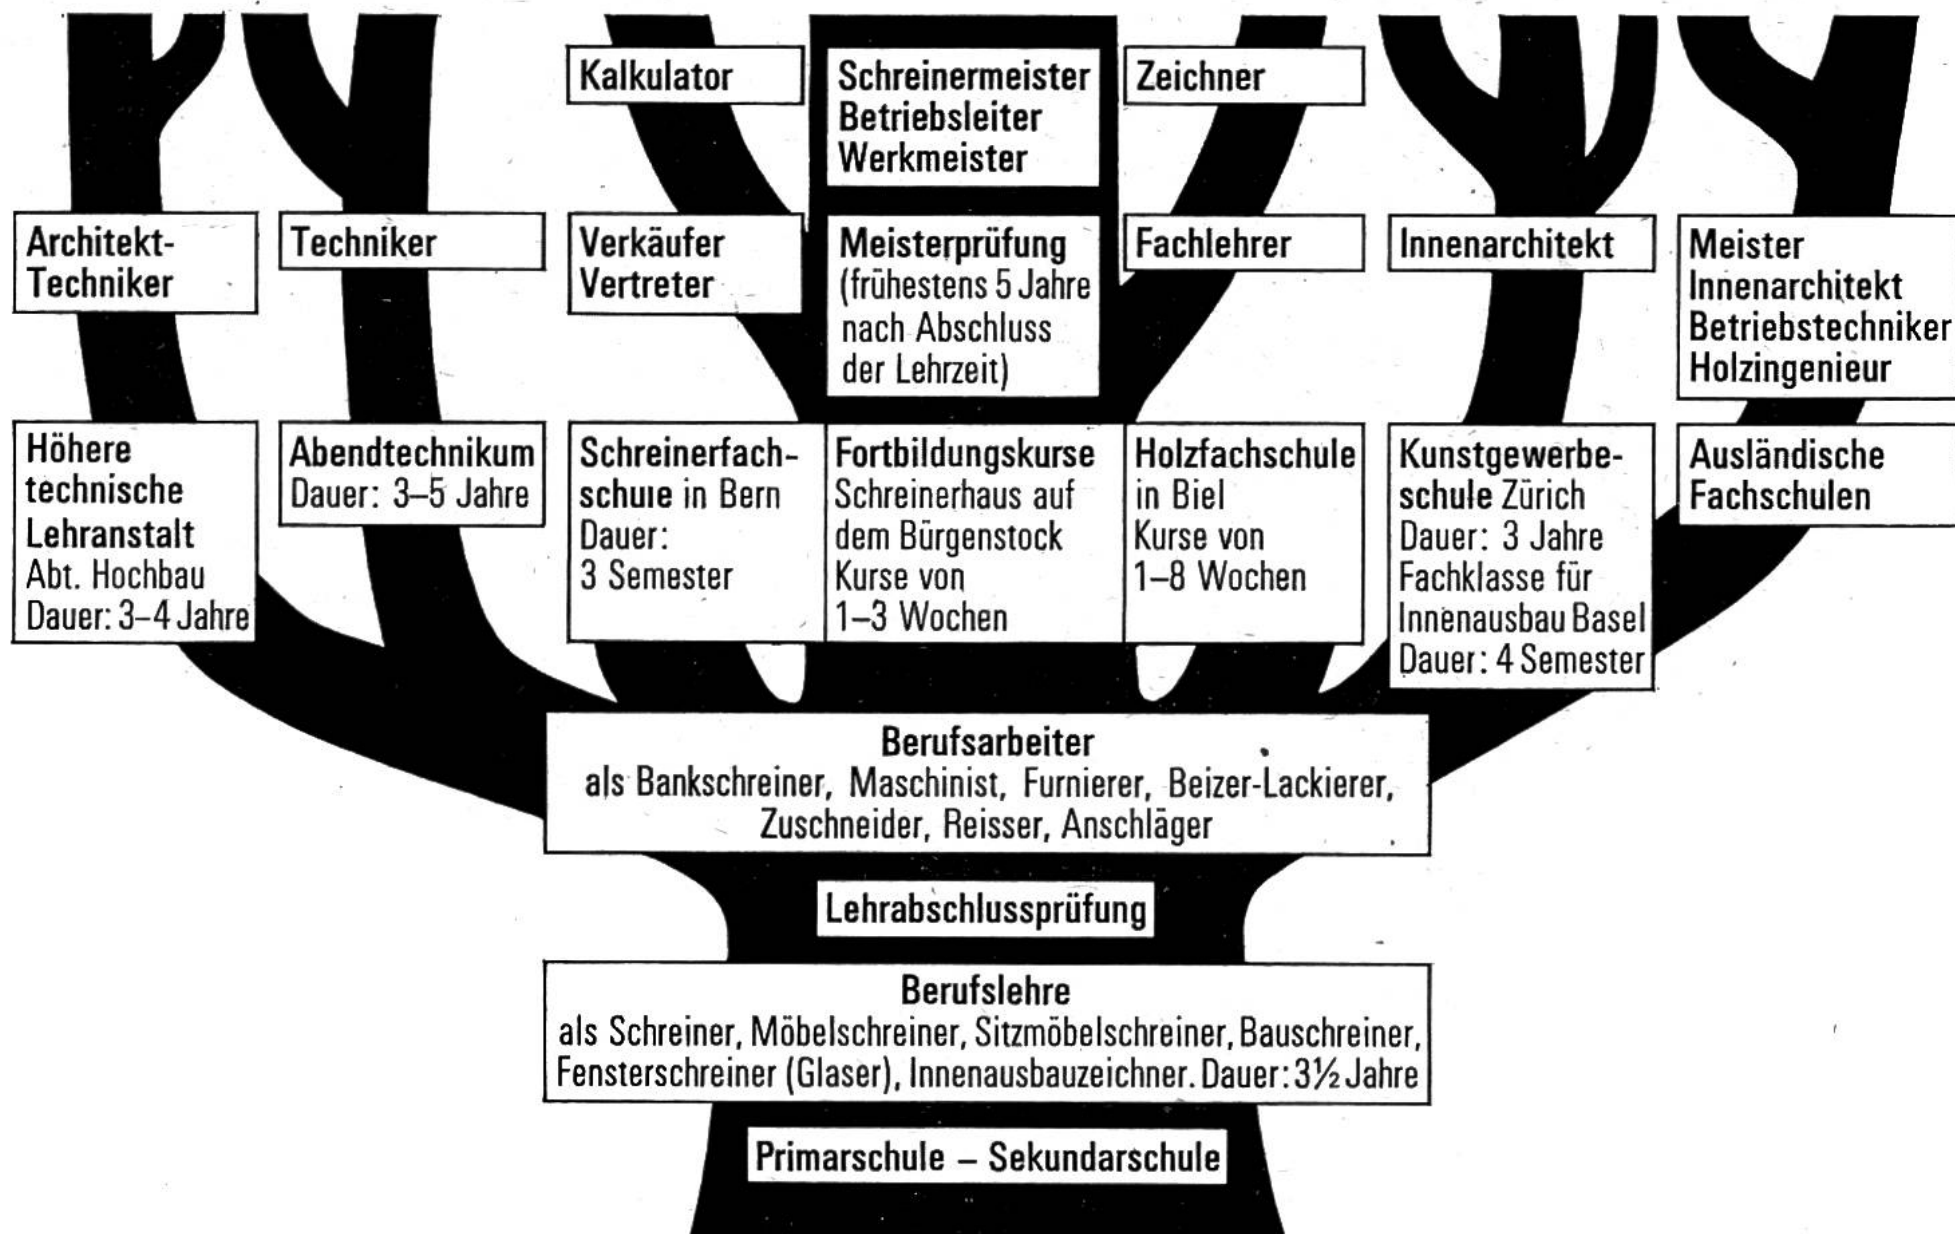 Kalkulator
Schreinermeister
Betriebsleiter
Werkmeister
Zeichner
Architekt-
Techniker
Techniker
Verkäufer
Vertreter
Meisterprüfung
(frühestens 5 Jahre
nach Abschluss
der Lehrzeit)
Fachlehrer
Innenarchitekt
Meister
Innenarchitekt
Betriebstechniker
Holzingenieur
Höhere
technische
Lehranstalt
Abt. Hochbau
Dauer: 3–4 Jahre
Abendtechnikum
Dauer: 3–5 Jahre
Schreinerfach-
schule in Bern
Dauer:
3 Semester
Fortbildungskurse
Schreinerhaus auf
dem Bürgenstock
Kurse von
1–3 Wochen
Holzfachschule
in Biel
Kurse von
1–8 Wochen
Kunstgewerbe-
schule Zürich
Dauer: 3 Jahre
Fachklasse für
Innenausbau Basel
Dauer: 4 Semester
Ausländische
Fachschulen
Berufsarbeiter
als Bankschreiner, Maschinist, Furnierer, Beizer-Lackierer,
Zuschneider, Reisser, Anschläger
Lehrabschlussprüfung
Berufslehre
als Schreiner, Möbelschreiner, Sitzmöbelschreiner, Bauschreiner,
Fensterschreiner (Glaser), Innenausbauzeichner. Dauer: 3½ Jahre
Primarschule – Sekundarschule